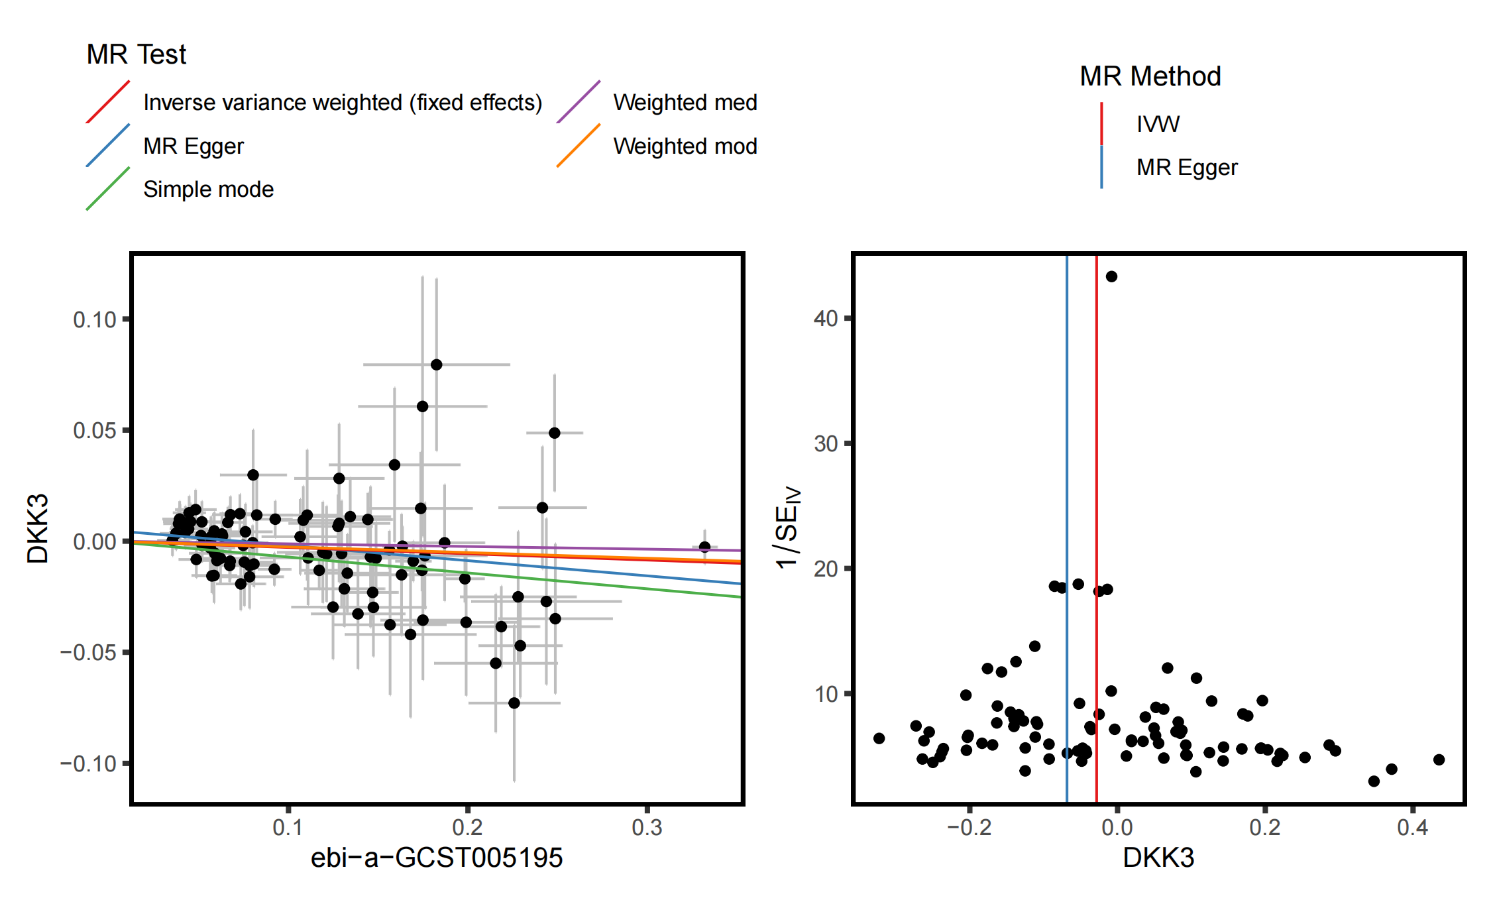 MR Test
Inverse variance weighted (fixed effects)
Weighted med
MR Egger
Weighted mod
Simple mode
DKK3
0.10
0.05
0.00
−0.05
−0.10
0.1
0.2
0.3
ebi−a−GCST005195
MR Method
IVW
MR Egger
1/SE_IV
40
30
20
10
−0.2
0.0
0.2
0.4
DKK3